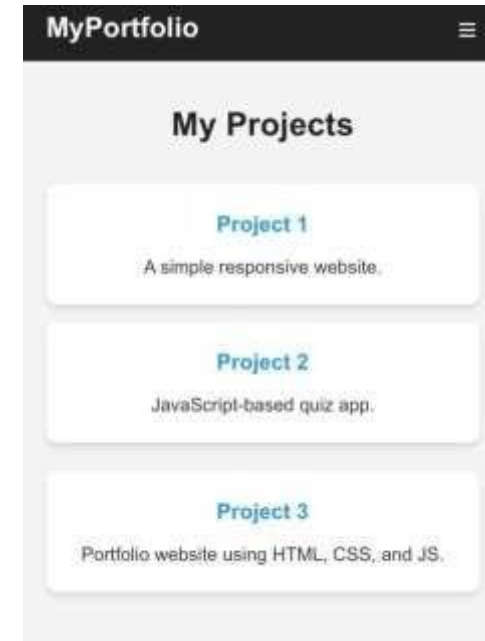 MyPortfolio
My Projects
Project 1
A simple responsive website.
Project 2
JavaScript-based quiz app.
Project 3
Portfolio website using HTML, CSS, and JS.